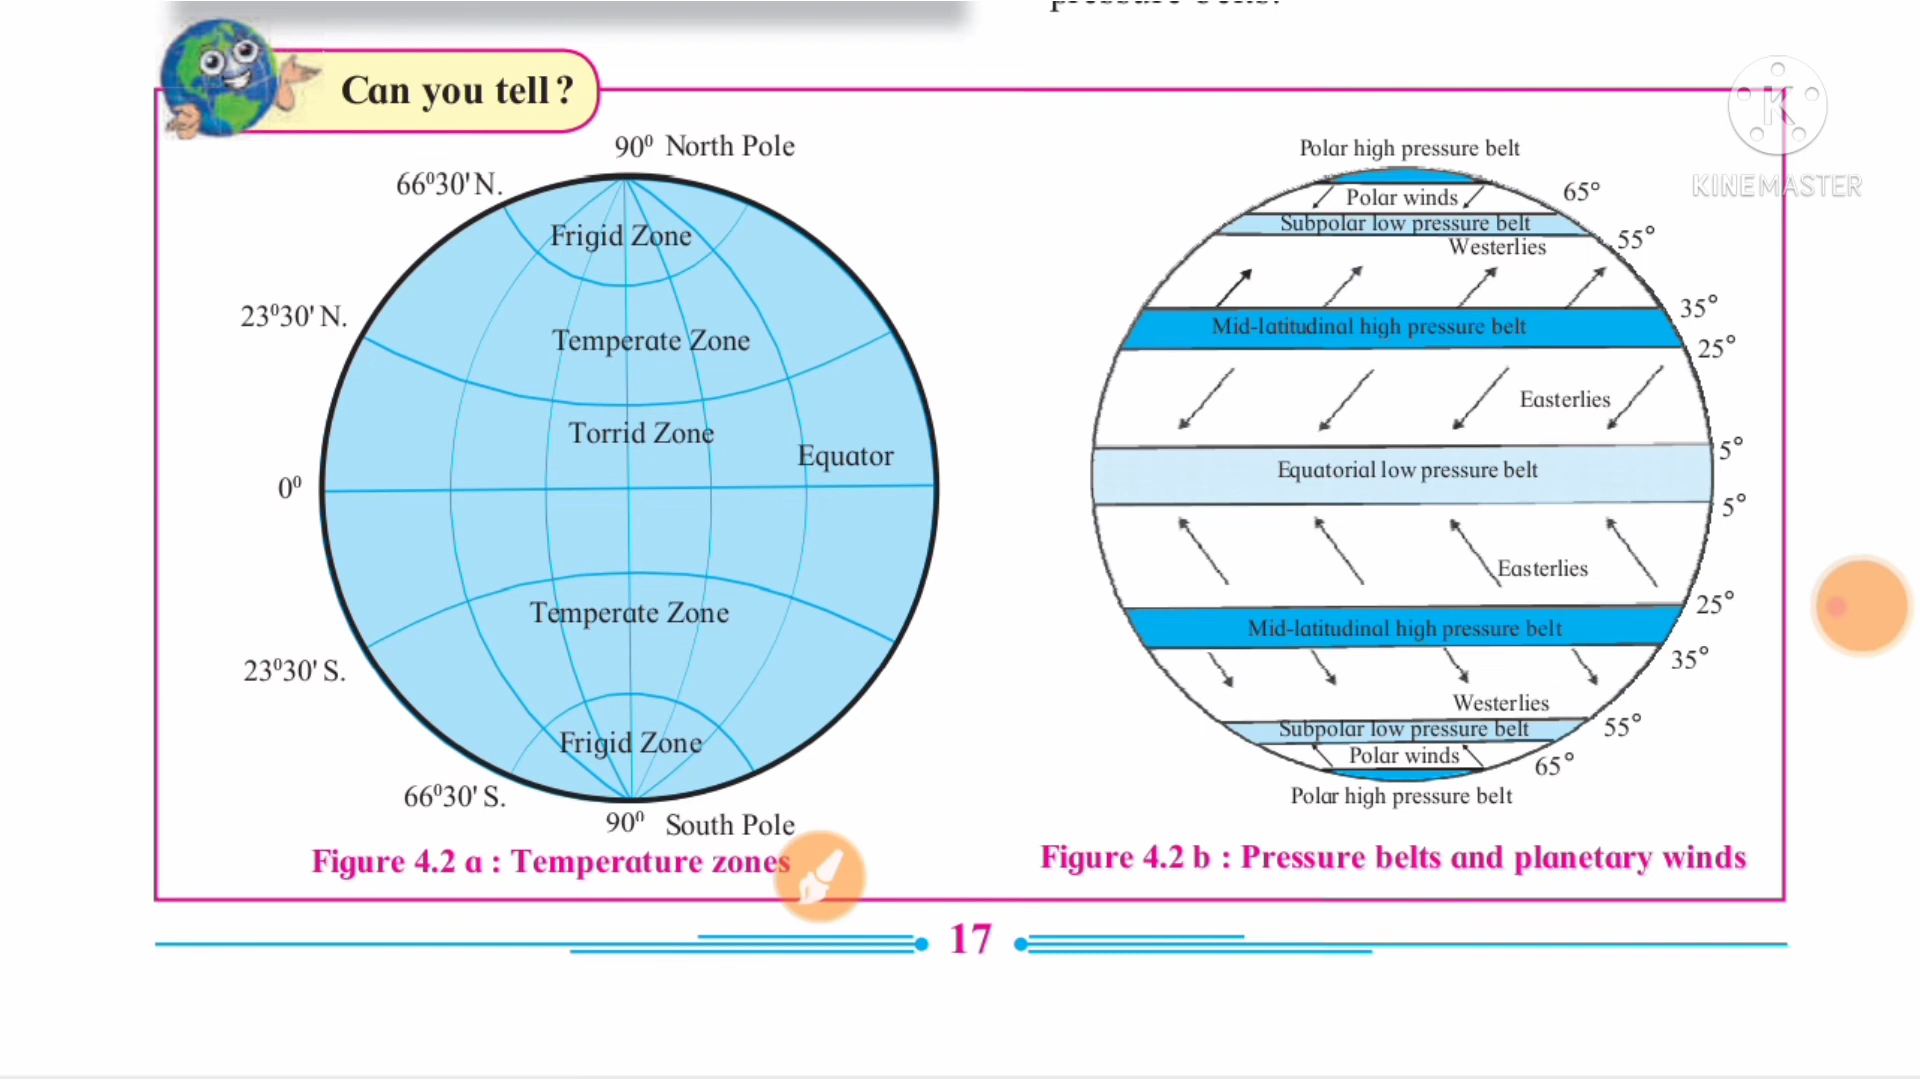 Can you tell?
90⁰ North Pole
66⁰30' N.
Frigid Zone
23⁰30' N.
Temperate Zone
Torrid Zone
Equator
0⁰
Temperate Zone
23⁰30' S.
Frigid Zone
66⁰30' S.
90⁰ South Pole
Figure 4.2 a : Temperature zones
Polar high pressure belt
Polar winds
65°
Subpolar low pressure belt
55°
Westerlies
35°
Mid-latitudinal high pressure belt
25°
Easterlies
5°
Equatorial low pressure belt
5°
Easterlies
25°
Mid-latitudinal high pressure belt
35°
Westerlies
55°
Subpolar low pressure belt
Polar winds
65°
Polar high pressure belt
Figure 4.2 b : Pressure belts and planetary winds
17
K
KINEMASTER